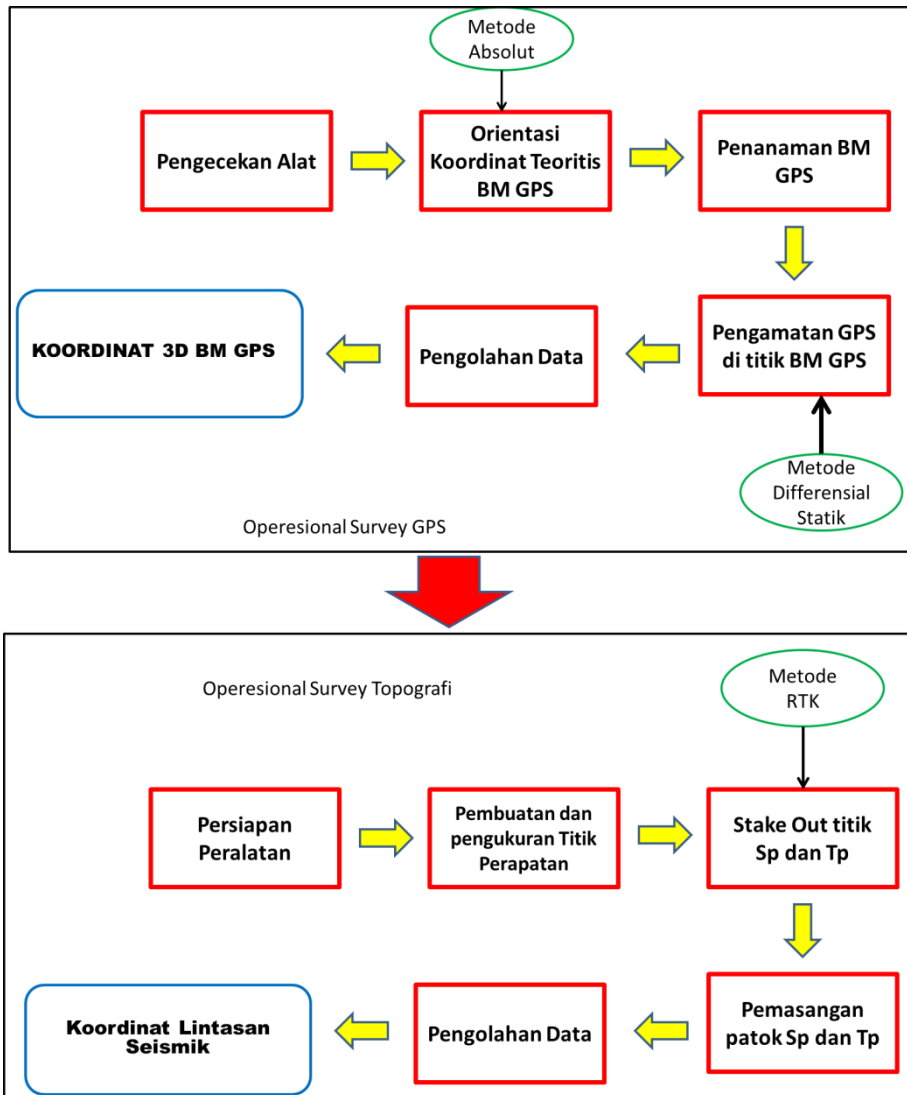 Metode
Absolut
Pengecekan Alat
Orientasi
Koordinat Teoritis
BM GPS
Penanaman BM
GPS
KOORDINAT 3D BM GPS
Pengolahan Data
Pengamatan GPS
di titik BM GPS
Metode
Differensial
Statik
Operesional Survey GPS
Operesional Survey Topografi
Metode
RTK
Persiapan
Peralatan
Pembuatan dan
pengukuran Titik
Perapatan
Stake Out titik
Sp dan Tp
Koordinat Lintasan
Seismik
Pengolahan Data
Pemasangan
patok Sp dan Tp